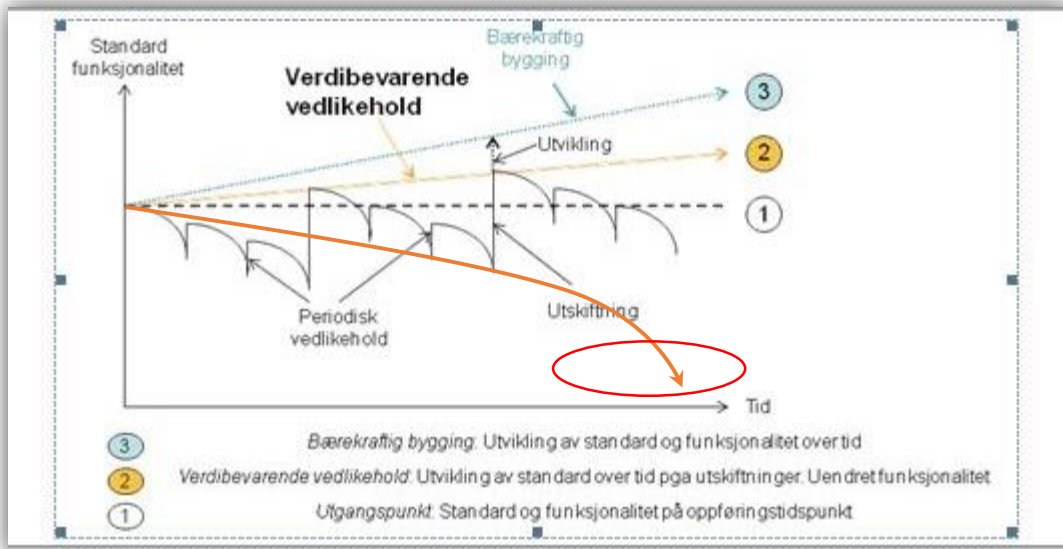 Standard
funksjonalitet
Bærekraftig
bygging
Verdibevarende
vedlikehold
3
Utvikling
2
1
Periodisk
vedlikehold
Utskiftning
Tid
3 Bærekraftig bygging: Utvikling av standard og funksjonalitet over tid
2 Verdibevarende vedlikehold: Utvikling av standard over tid pga utskiftninger. Uendret funksjonalitet
1 Utgangspunkt: Standard og funksjonalitet på oppføringstidspunkt